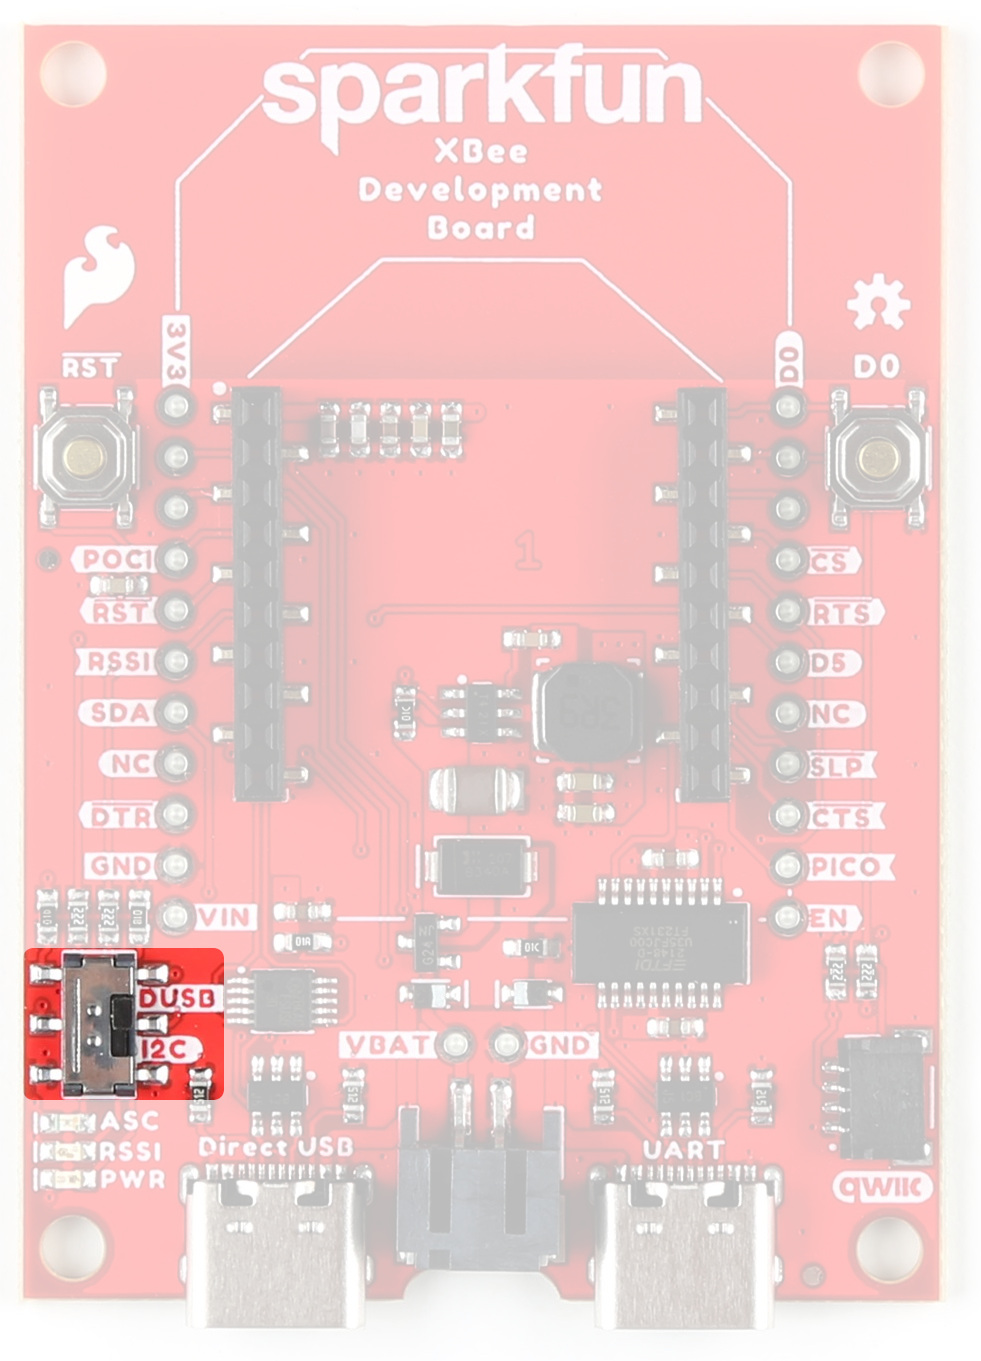 sparkfun
XBee
Development
Board
3V3
D0
RST
D0
1
POCI
CS
RST
RTS
RSSI
D5
SDA
NC
NC
SLP
DTR
CTS
GND
PICO
VIN
EN
DUSB
I2C
VBAT
GND
ASC
RSSI
PWR
Direct USB
UART
qwiic